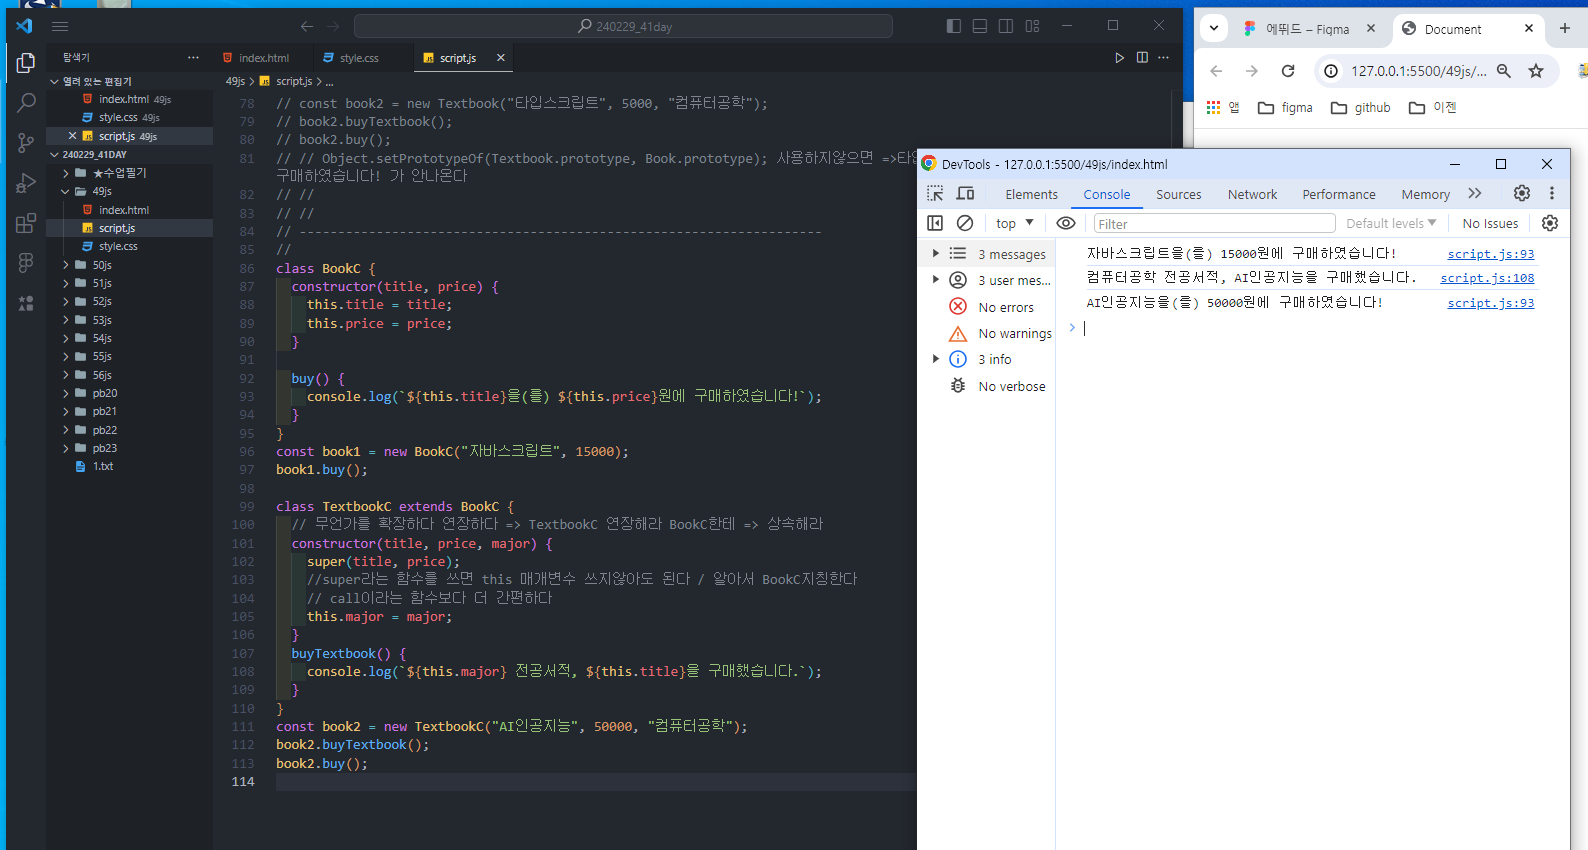 240229_41day
탐색기
열려 있는 편집기
index.html 49js
style.css 49js
script.js 49js
240229_41DAY
★수업필기
49js
index.html
script.js
style.css
50js
51js
52js
53js
54js
55js
56js
pb20
pb21
pb22
pb23
1.txt
index.html
style.css
script.js
49js > script.js > ...
78 // const book2 = new Textbook("타입스크립트", 5000, "컴퓨터공학");
79 // book2.buyTextbook();
80 // book2.buy();
81 // // Object.setPrototypeOf(Textbook.prototype, Book.prototype); 사용하지않으면 =>타입
구매하였습니다! 가 안나온다
82 // //
83 // //
84 // --------------------------------------------------------------------
85 //
86 class BookC {
87 constructor(title, price) {
88 this.title = title;
89 this.price = price;
90 }
91
92 buy() {
93 console.log(`${this.title}을(를) ${this.price}원에 구매하였습니다!`);
94 }
95 }
96 const book1 = new BookC("자바스크립트", 15000);
97 book1.buy();
98
99 class TextbookC extends BookC {
100 // 무언가를 확장하다 연장하다 => TextbookC 연장해라 BookC한테 => 상속해라
101 constructor(title, price, major) {
102 super(title, price);
103 //super라는 함수를 쓰면 this 매개변수 쓰지않아도 된다 / 알아서 BookC지칭한다
104 // call이라는 함수보다 더 간편하다
105 this.major = major;
106 }
107 buyTextbook() {
108 console.log(`${this.major} 전공서적, ${this.title}을 구매했습니다.`);
109 }
110 }
111 const book2 = new TextbookC("AI인공지능", 50000, "컴퓨터공학");
112 book2.buyTextbook();
113 book2.buy();
114
에뛰드 – Figma
Document
127.0.0.1:5500/49js/...
앱
figma
github
이젠
DevTools - 127.0.0.1:5500/49js/index.html
Elements Console Sources Network Performance Memory
top Filter Default levels No Issues
3 messages
3 user mes...
No errors
No warnings
3 info
No verbose
자바스크립트을(를) 15000원에 구매하였습니다! script.js:93
컴퓨터공학 전공서적, AI인공지능을 구매했습니다. script.js:108
AI인공지능을(를) 50000원에 구매하였습니다! script.js:93